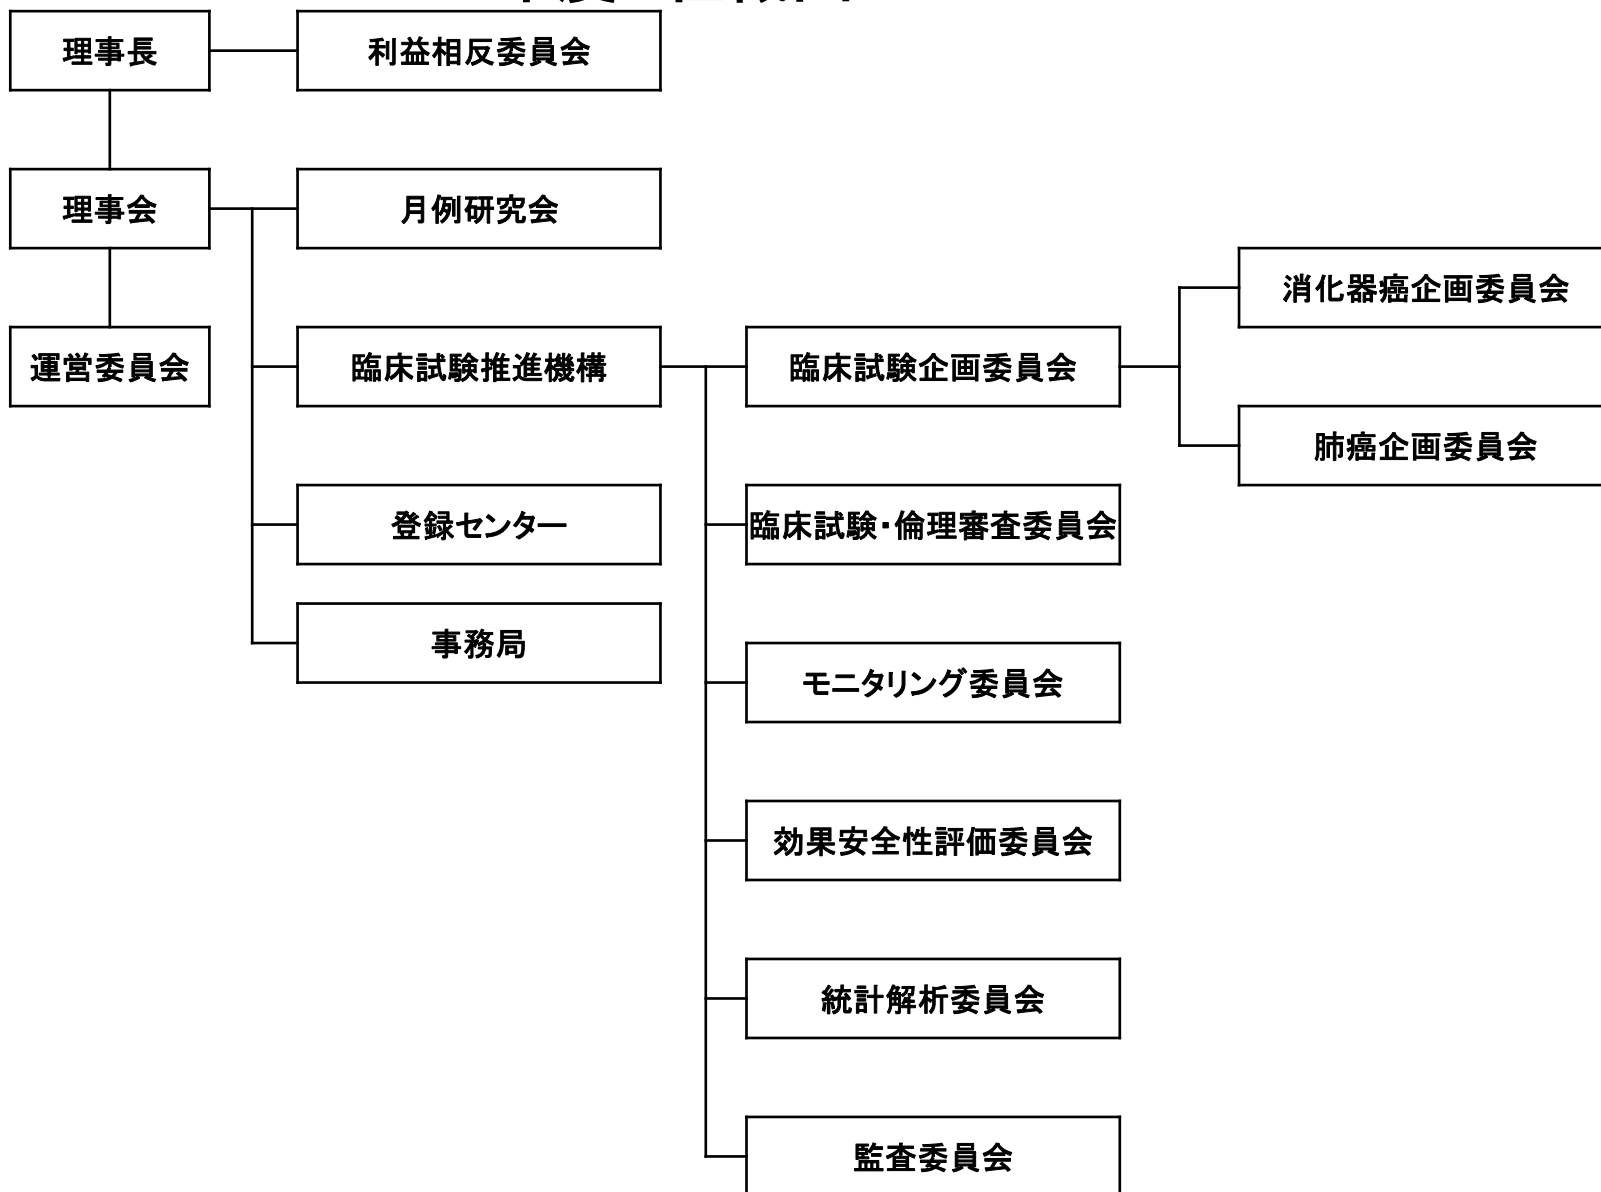 理事長
利益相反委員会
理事会
月例研究会
消化器癌企画委員会
運営委員会
臨床試験推進機構
臨床試験企画委員会
肺癌企画委員会
登録センター
臨床試験・倫理審査委員会
事務局
モニタリング委員会
効果安全性評価委員会
統計解析委員会
監査委員会